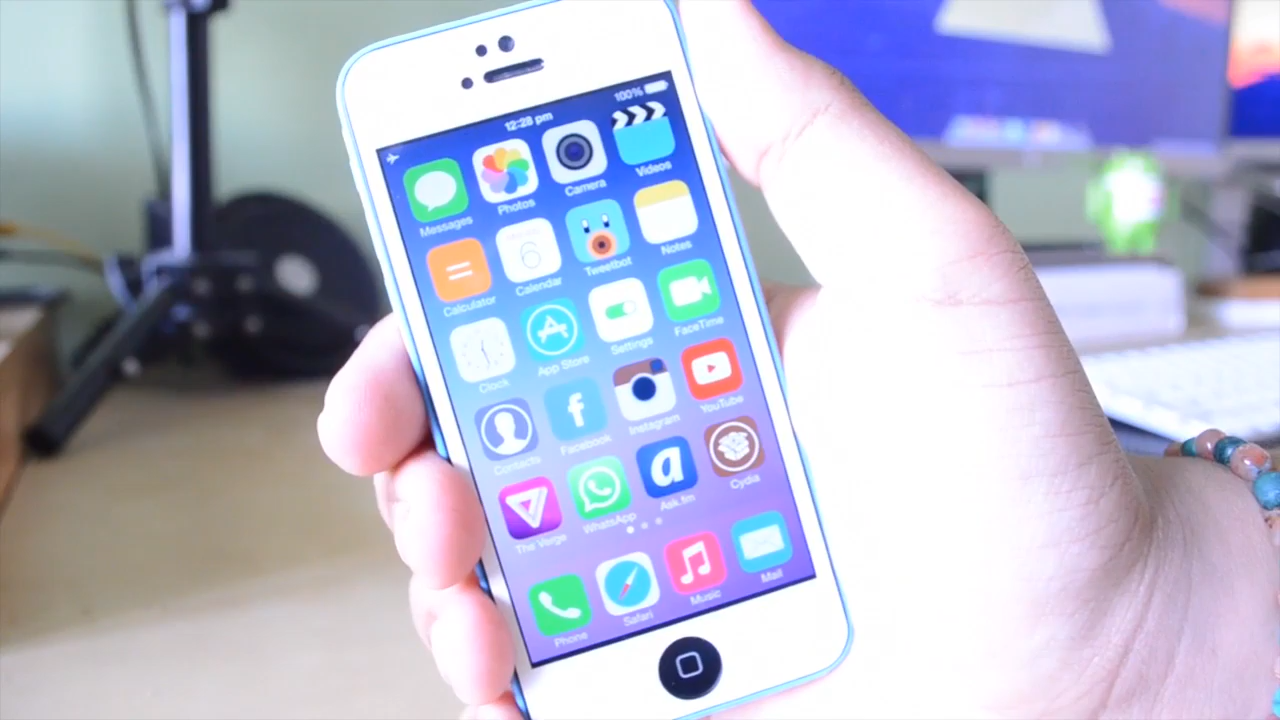 100%
12:28 pm
Messages Photos Camera Videos
Calculator Calendar Tweetbot Notes
6
Clock App Store Settings FaceTime
Contacts Facebook Instagram YouTube
f
a
The Verge WhatsApp Ask.fm Cydia
Phone Safari Music Mail